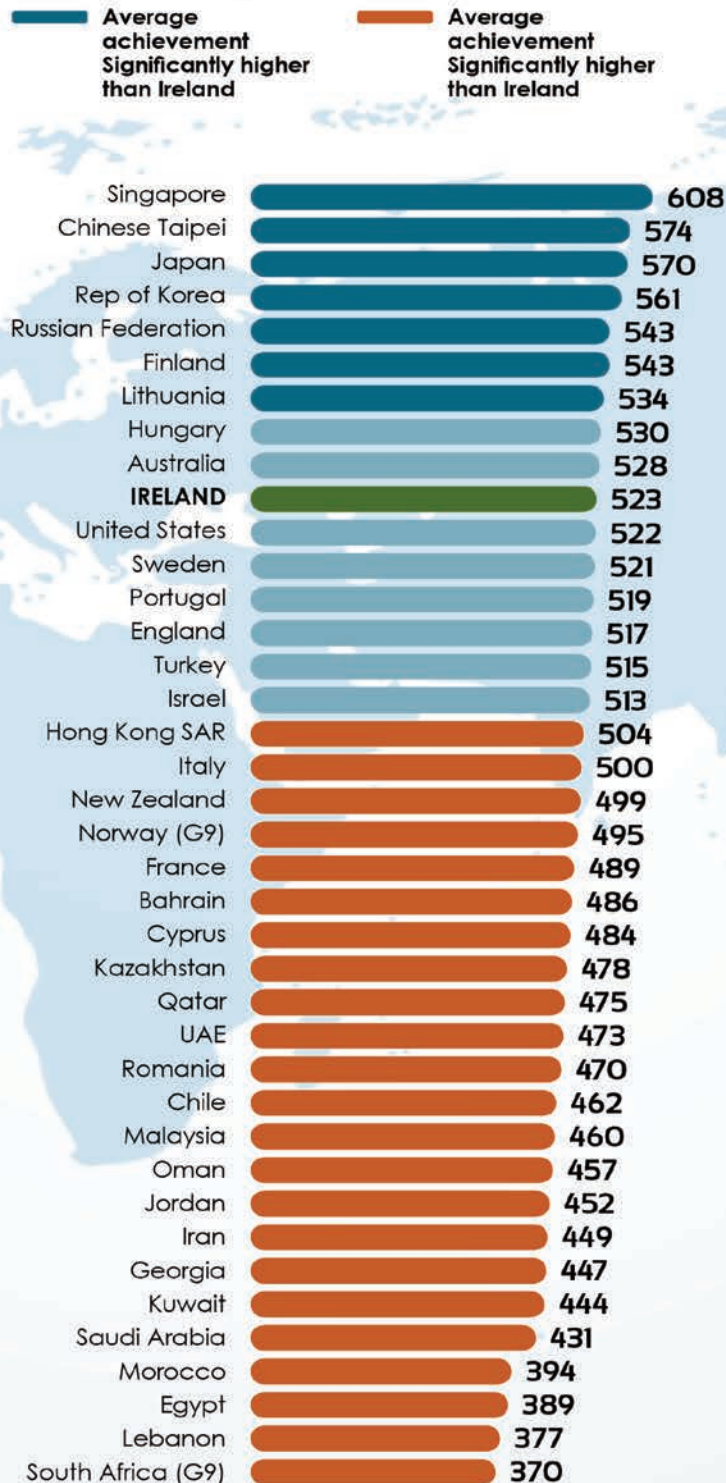 Average
achievement
Significantly higher
than Ireland
Average
achievement
Significantly higher
than Ireland
Singapore 608
Chinese Taipei 574
Japan 570
Rep of Korea 561
Russian Federation 543
Finland 543
Lithuania 534
Hungary 530
Australia 528
IRELAND 523
United States 522
Sweden 521
Portugal 519
England 517
Turkey 515
Israel 513
Hong Kong SAR 504
Italy 500
New Zealand 499
Norway (G9) 495
France 489
Bahrain 486
Cyprus 484
Kazakhstan 478
Qatar 475
UAE 473
Romania 470
Chile 462
Malaysia 460
Oman 457
Jordan 452
Iran 449
Georgia 447
Kuwait 444
Saudi Arabia 431
Morocco 394
Egypt 389
Lebanon 377
South Africa (G9) 370